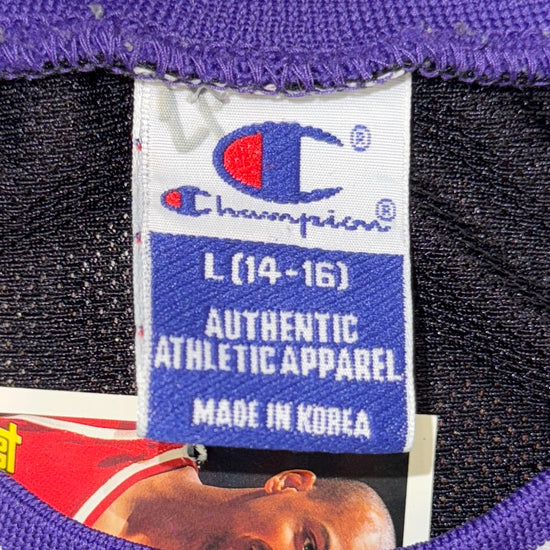 ®
Champion®
L (14-16)
AUTHENTIC
ATHLETIC APPAREL
MADE IN KOREA